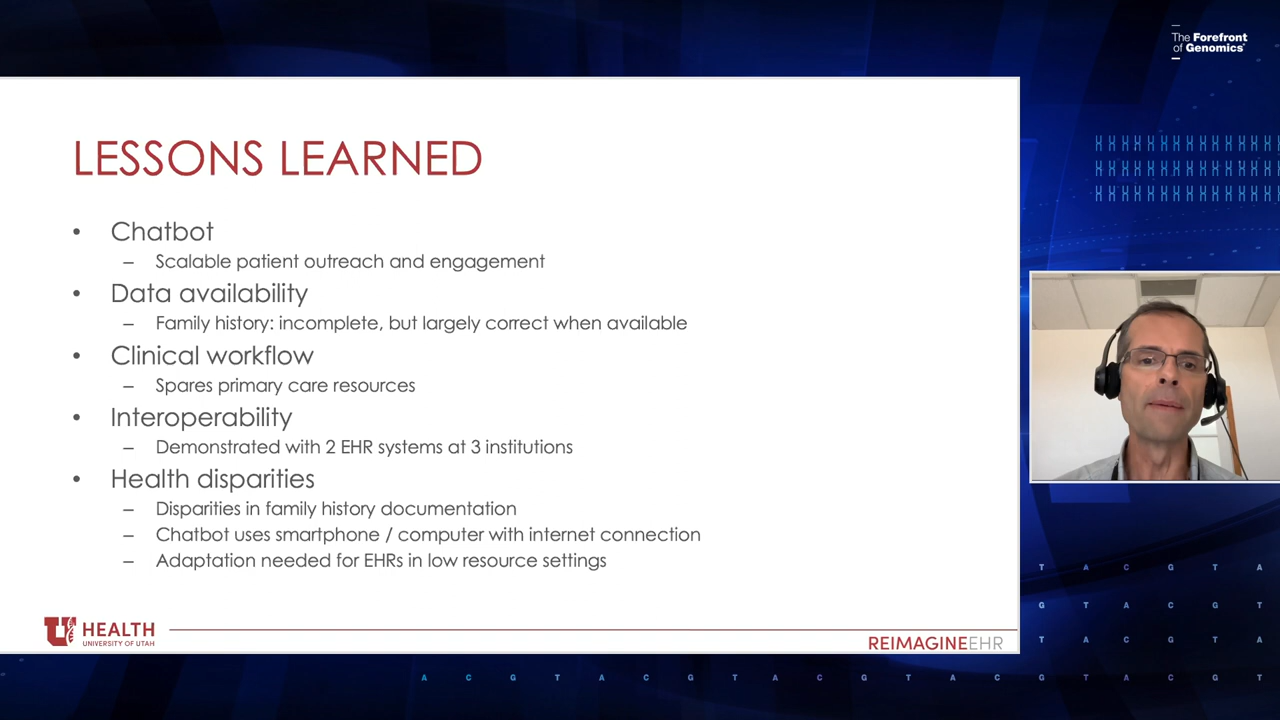 The Forefront
of Genomics®
LESSONS LEARNED
• Chatbot
– Scalable patient outreach and engagement
• Data availability
– Family history: incomplete, but largely correct when available
• Clinical workflow
– Spares primary care resources
• Interoperability
– Demonstrated with 2 EHR systems at 3 institutions
• Health disparities
– Disparities in family history documentation
– Chatbot uses smartphone / computer with internet connection
– Adaptation needed for EHRs in low resource settings
U HEALTH
UNIVERSITY OF UTAH
REIMAGINEEHR
T A C G T A
G T A C G T
T A C G T A
A C G T A C G T A C G T A C G T A C G T